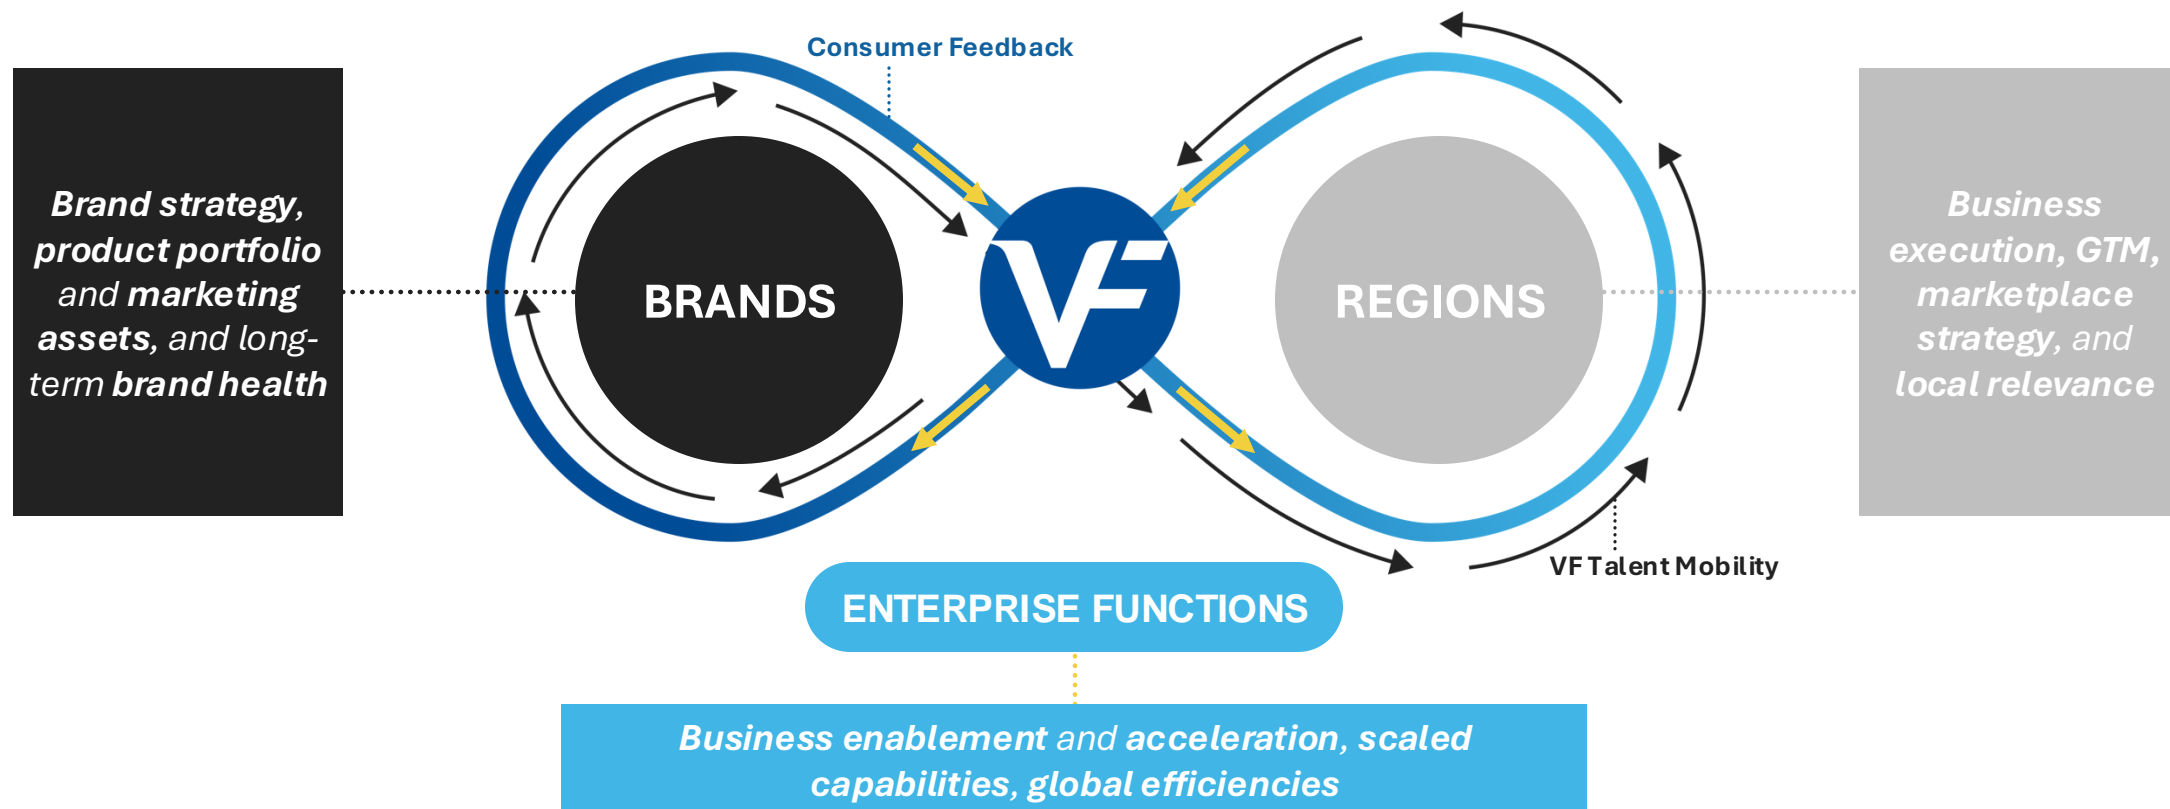 Consumer Feedback
Brand strategy,
product portfolio
and marketing
assets, and long-
term brand health
BRANDS
VF
REGIONS
Business
execution, GTM,
marketplace
strategy, and
local relevance
VF Talent Mobility
ENTERPRISE FUNCTIONS
Business enablement and acceleration, scaled
capabilities, global efficiencies